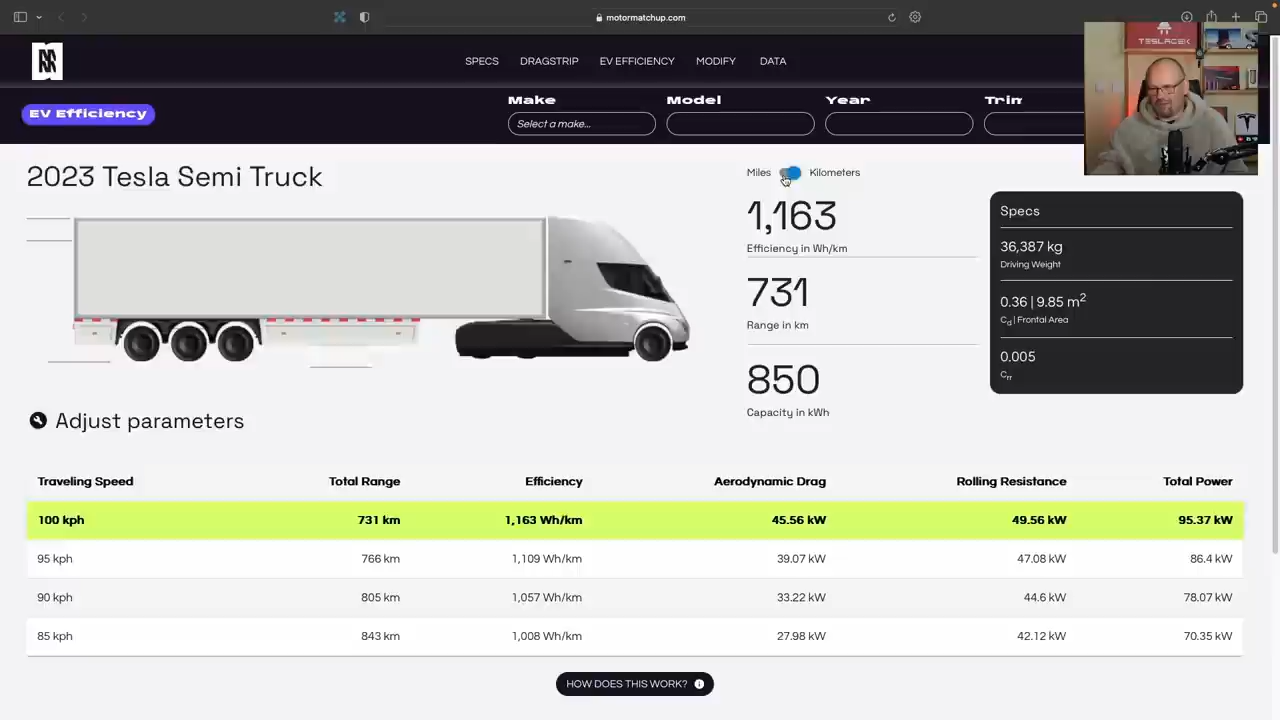 motormatchup.com
SPECS DRAGSTRIP EV EFFICIENCY MODIFY DATA
EV Efficiency
Make Model Year Trim
Select a make...
TESLACEK
2023 Tesla Semi Truck
Miles Kilometers
1,163
Efficiency in Wh/km
731
Range in km
850
Capacity in kWh
Specs
36,387 kg
Driving Weight
0.36 | 9.85 m²
Cd | Frontal Area
0.005
Crr
Adjust parameters
Traveling Speed Total Range Efficiency Aerodynamic Drag Rolling Resistance Total Power
100 kph 731 km 1,163 Wh/km 45.56 kW 49.56 kW 95.37 kW
95 kph 766 km 1,109 Wh/km 39.07 kW 47.08 kW 86.4 kW
90 kph 805 km 1,057 Wh/km 33.22 kW 44.6 kW 78.07 kW
85 kph 843 km 1,008 Wh/km 27.98 kW 42.12 kW 70.35 kW
HOW DOES THIS WORK?